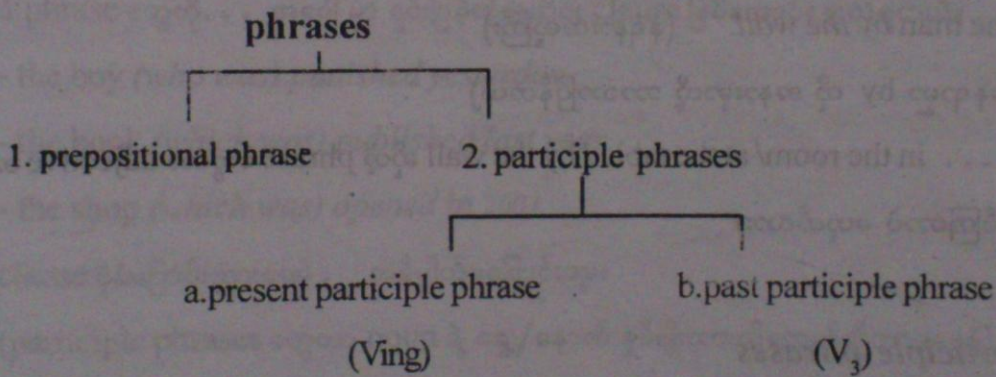 phrases
1. prepositional phrase 2. participle phrases
a.present participle phrase b.past participle phrase
(Ving) (V₃)